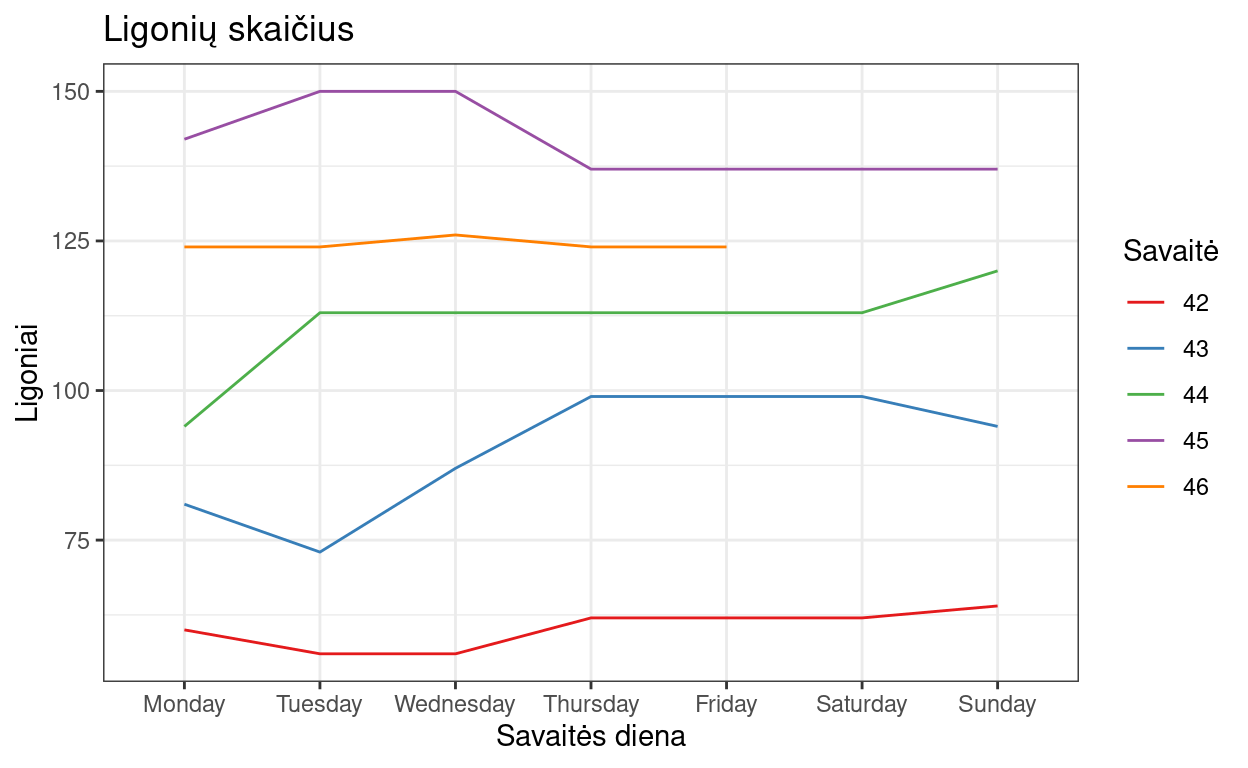 Ligonių skaičius
150
125
100
75
Ligoniai
Monday Tuesday Wednesday Thursday Friday Saturday Sunday
Savaitės diena
Savaitė
42
43
44
45
46